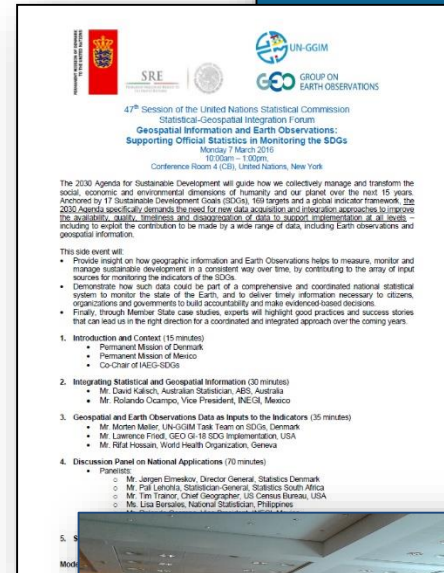 PERMANENT MISSION OF DENMARK
TO THE UNITED NATIONS
SRE
UN-GGIM
GEO GROUP ON
EARTH OBSERVATIONS
47th Session of the United Nations Statistical Commission
Statistical-Geospatial Integration Forum
Geospatial Information and Earth Observations:
Supporting Official Statistics in Monitoring the SDGs
Monday 7 March 2016
10:00am – 1:00pm,
Conference Room 4 (CB), United Nations, New York
The 2030 Agenda for Sustainable Development will guide how we collectively manage and transform the
social, economic and environmental dimensions of humanity and our planet over the next 15 years.
Anchored by 17 Sustainable Development Goals (SDGs), 169 targets and a global indicator framework, the
2030 Agenda specifically demands the need for new data acquisition and integration approaches to improve
the availability, quality, timeliness and disaggregation of data to support implementation at all levels –
including to exploit the contribution to be made by a wide range of data, including Earth observations and
geospatial information.
This side event will:
• Provide insight on how geographic information and Earth Observations helps to measure, monitor and
manage sustainable development in a consistent way over time, by contributing to the array of input
sources for monitoring the indicators of the SDGs.
• Demonstrate how such data could be part of a comprehensive and coordinated national statistical
system to monitor the state of the Earth, and to deliver timely information necessary to citizens,
organizations and governments to build accountability and make evidenced-based decisions.
• Finally, through Member State case studies, experts will highlight good practices and success stories
that can lead us in the right direction for a coordinated and integrated approach over the coming years.
1. Introduction and Context (15 minutes)
• Permanent Mission of Denmark
• Permanent Mission of Mexico
• Co-Chair of IAEG-SDGs
2. Integrating Statistical and Geospatial Information (30 minutes)
• Mr. David Kalisch, Australian Statistician, ABS, Australia
• Mr. Rolando Ocampo, Vice President, INEGI, Mexico
3. Geospatial and Earth Observations Data as Inputs to the Indicators (35 minutes)
• Mr. Morten Møller, UN-GGIM Task Team on SDGs, Denmark
• Mr. Lawrence Friedl, GEO GI-18 SDG Implementation, USA
• Mr. Rifat Hossain, World Health Organization, Geneva
4. Discussion Panel on National Applications (70 minutes)
• Panelists:
o Mr. Jørgen Elmeskov, Director General, Statistics Denmark
o Mr. Pali Lehohla, Statistician-General, Statistics South Africa
o Mr. Tim Trainor, Chief Geographer, US Census Bureau, USA
o Ms. Lisa Bersales, National Statistician, Philippines
5. S
Mode